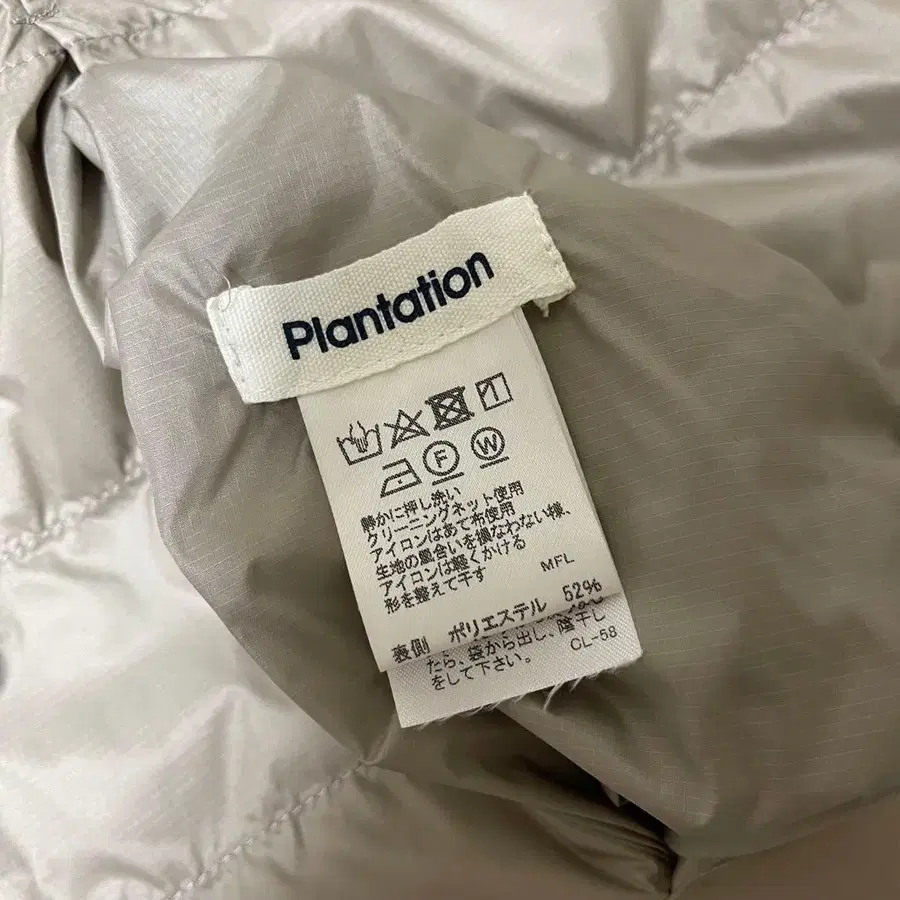 Plantation
F W
静かに押し洗い
クリーニングネット使用
アイロンはあて布使用
生地の風合いを損なわない様、
アイロンは軽くかける
形を整えて干す
MFL
表側 ポリエステル 52%
たら、袋から出し、陰干し
をして下さい。
CL-58